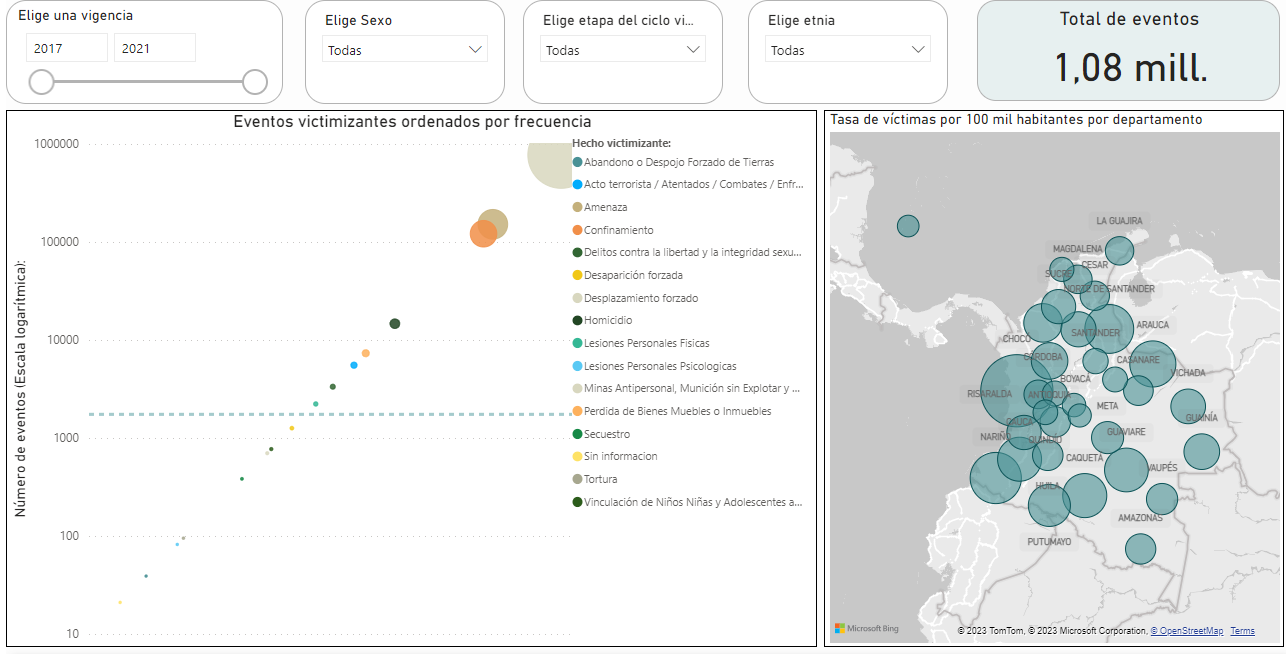 Elige una vigencia
2017
2021
Elige Sexo
Todas
Elige etapa del ciclo vi...
Todas
Elige etnia
Todas
Total de eventos
1,08 mill.
Eventos victimizantes ordenados por frecuencia
Número de eventos (Escala logarítmica):
1000000
100000
10000
1000
100
10
Hecho victimizante:
Abandono o Despojo Forzado de Tierras
Acto terrorista / Atentados / Combates / Enfr...
Amenaza
Confinamiento
Delitos contra la libertad y la integridad sexu...
Desaparición forzada
Desplazamiento forzado
Homicidio
Lesiones Personales Fisicas
Lesiones Personales Psicologicas
Minas Antipersonal, Munición sin Explotar y ...
Perdida de Bienes Muebles o Inmuebles
Secuestro
Sin informacion
Tortura
Vinculación de Niños Niñas y Adolescentes a...
Tasa de víctimas por 100 mil habitantes por departamento
LA GUAJIRA
MAGDALENA
CESAR
SUCRE
NORTE DE SANTANDER
ARAUCA
SANTANDER
CHOCÓ
CÓRDOBA
CASANARE
VICHADA
BOYACÁ
RISARALDA
ANTIOQUIA
META
GUAINÍA
CAUCA
GUAVIARE
NARIÑO
QUINDÍO
CAQUETÁ
VAUPÉS
HUILA
AMAZONAS
PUTUMAYO
Microsoft Bing
© 2023 TomTom, © 2023 Microsoft Corporation, © OpenStreetMap Terms